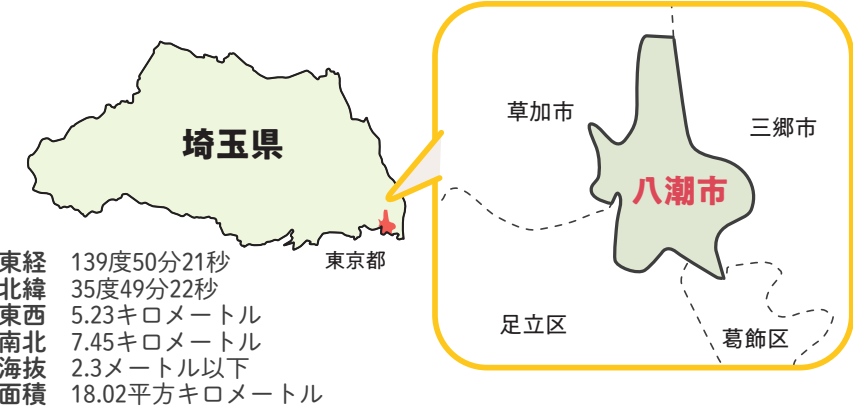 埼玉県
東京都
草加市
三郷市
八潮市
足立区
葛飾区
東経 139度50分21秒
北緯 35度49分22秒
東西 5.23キロメートル
南北 7.45キロメートル
海抜 2.3メートル以下
面積 18.02平方キロメートル